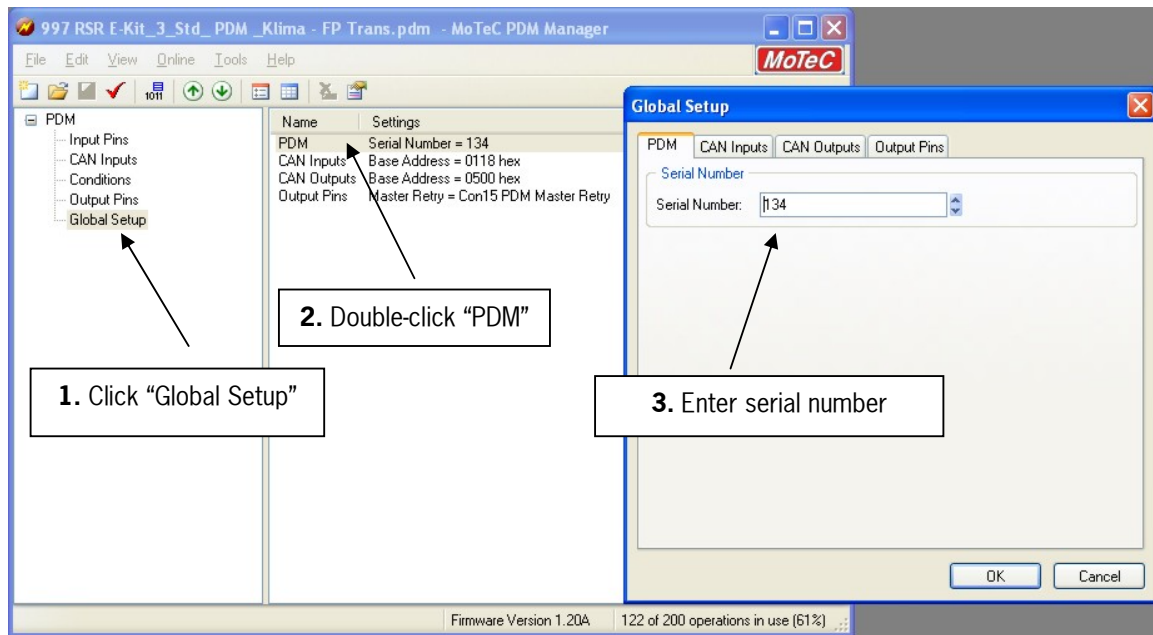 997 RSR E-Kit_3_Std_ PDM _Klima - FP Trans.pdm - MoTeC PDM Manager
File Edit View Online Tools Help
MoTeC
1011
PDM
Input Pins
CAN Inputs
Conditions
Output Pins
Global Setup
Name Settings
PDM Serial Number = 134
CAN Inputs Base Address = 0118 hex
CAN Outputs Base Address = 0500 hex
Output Pins Master Retry = Con15 PDM Master Retry
Global Setup
PDM CAN Inputs CAN Outputs Output Pins
Serial Number
Serial Number: 134
1. Click “Global Setup”
2. Double-click “PDM”
3. Enter serial number
OK Cancel
Firmware Version 1.20A 122 of 200 operations in use (61%)